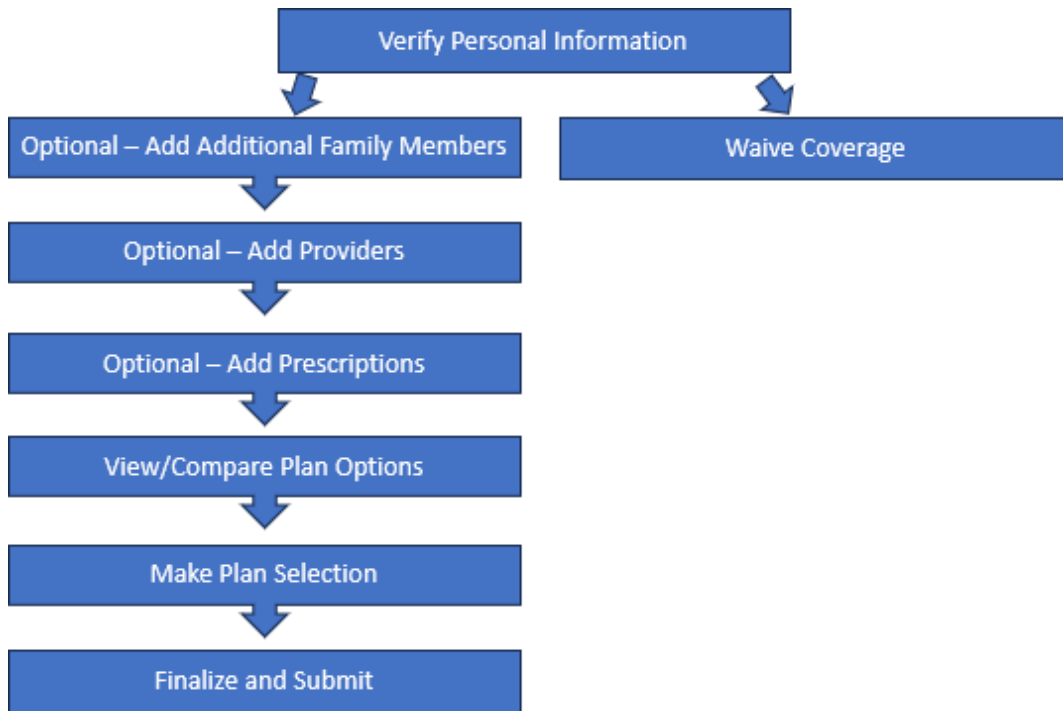 Verify Personal Information
Optional – Add Additional Family Members
Waive Coverage
Optional – Add Providers
Optional – Add Prescriptions
View/Compare Plan Options
Make Plan Selection
Finalize and Submit